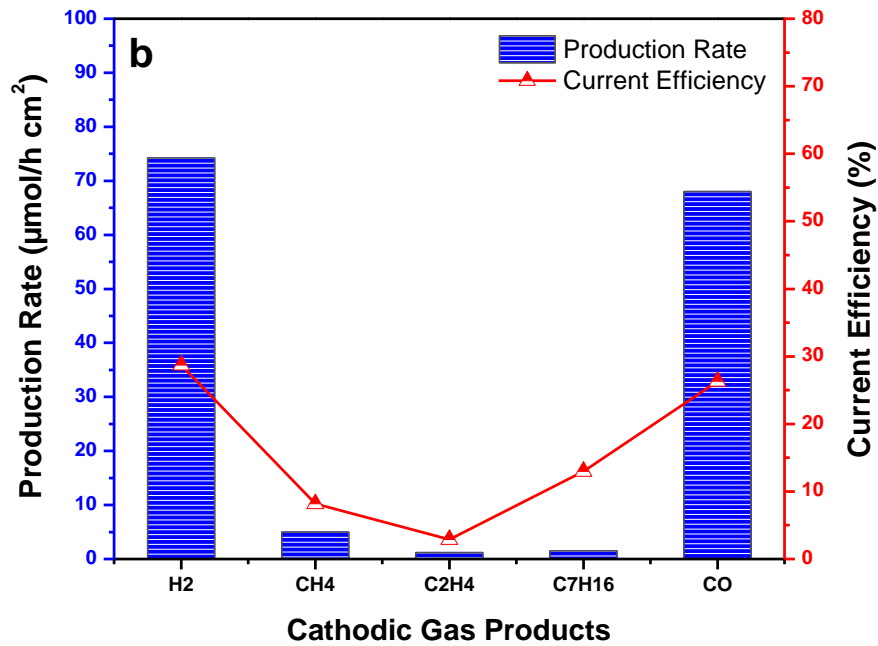 b
Production Rate
Current Efficiency
Production Rate (µmol/h cm²)
100
90
80
70
60
50
40
30
20
10
0
80
70
60
50
40
30
20
10
0
Current Efficiency (%)
H2 CH4 C2H4 C7H16 CO
Cathodic Gas Products